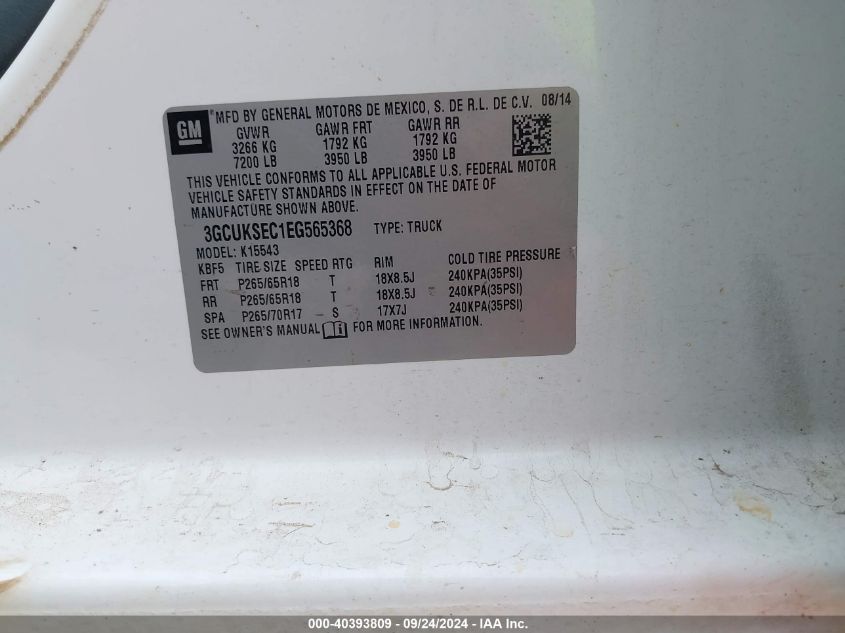 GM ®MFD BY GENERAL MOTORS DE MEXICO, S. DE R.L. DE C.V. 08/14
GVWR GAWR FRT GAWR RR
3266 KG 1792 KG 1792 KG
7200 LB 3950 LB 3950 LB
THIS VEHICLE CONFORMS TO ALL APPLICABLE U.S. FEDERAL MOTOR
VEHICLE SAFETY STANDARDS IN EFFECT ON THE DATE OF
MANUFACTURE SHOWN ABOVE.
3GCUKSEC1EG565368 TYPE: TRUCK
MODEL: K15543
KBF5 TIRE SIZE SPEED RTG RIM COLD TIRE PRESSURE
FRT P265/65R18 T 18X8.5J 240KPA(35PSI)
RR P265/65R18 T 18X8.5J 240KPA(35PSI)
SPA P265/70R17 S 17X7J 240KPA(35PSI)
SEE OWNER'S MANUAL i FOR MORE INFORMATION.
000-40393809 - 09/24/2024 - IAA Inc.